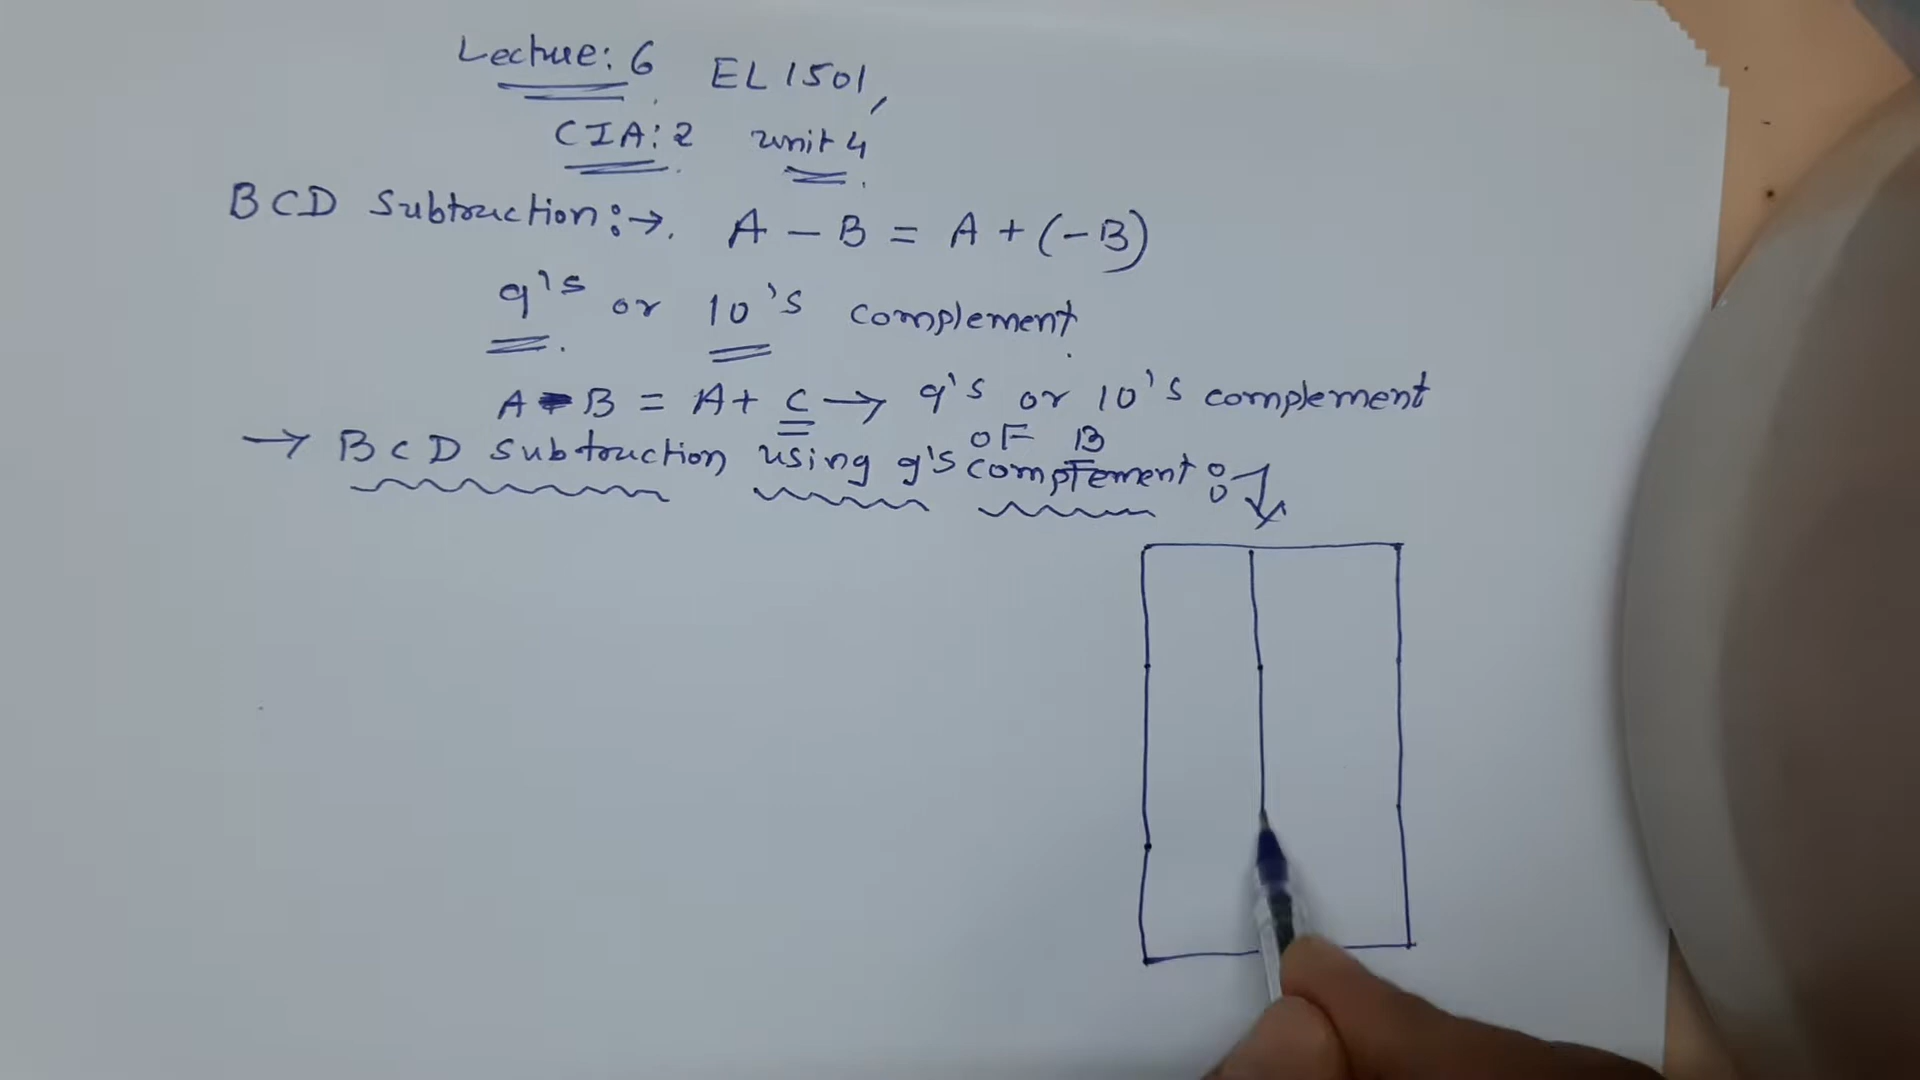 Lecture: 6 EL 1501,
CIA: 2 unit 4
BCD Subtraction :→. A - B = A + (-B)
9's or 10's complement
A - B = A + C → 9's or 10's complement
OF B
→ BCD subtraction using 9's complement :